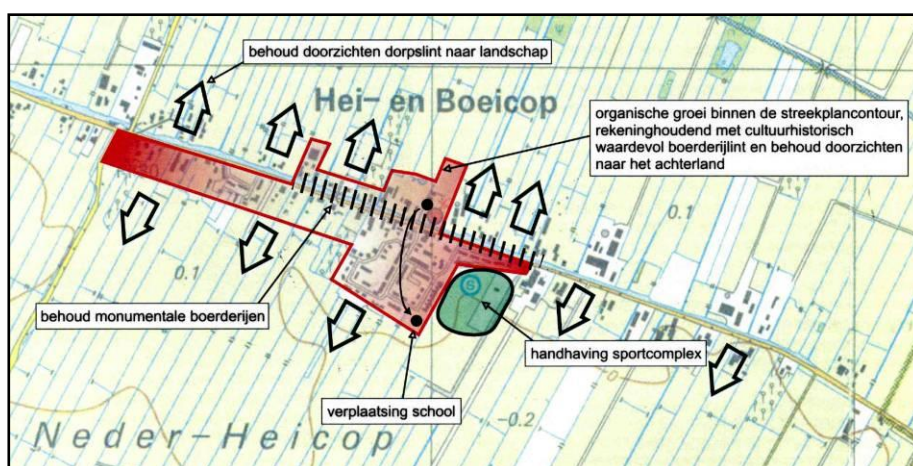 behoud doorzichten dorpslint naar landschap
Hei- en Boeicop
organische groei binnen de streekplancontour,
rekeninghoudend met cultuurhistorisch
waardevol boerderijlint en behoud doorzichten
naar het achterland
0.1
0.1
S
behoud monumentale boerderijen
handhaving sportcomplex
verplaatsing school
-0.2
Neder-Heicop